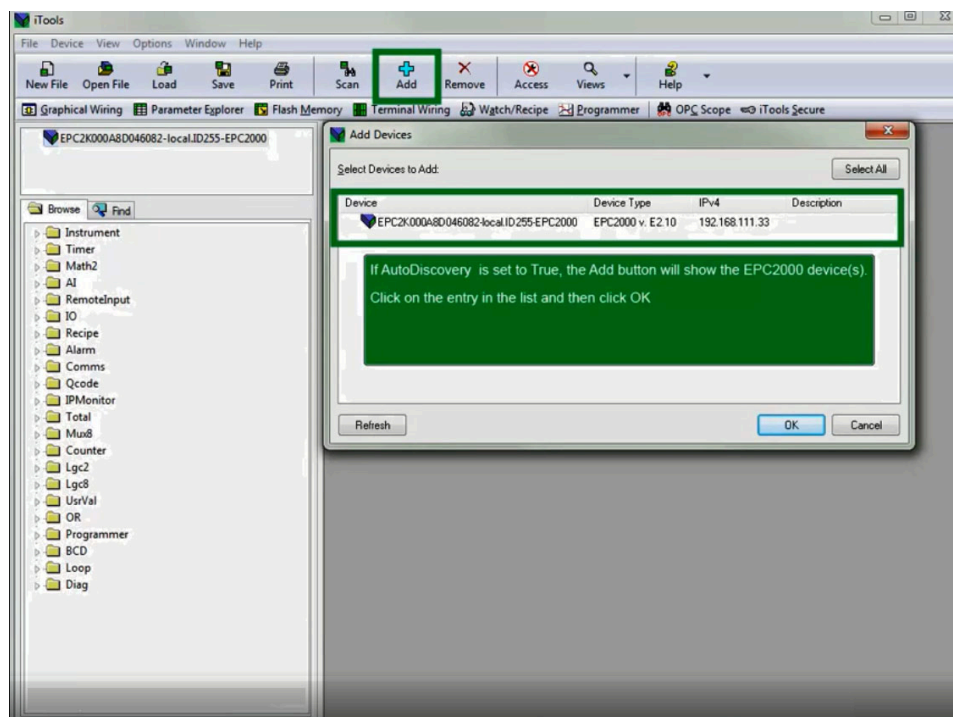 iTools
File Device View Options Window Help
New File Open File Load Save Print Scan Add Remove Access Views Help
Graphical Wiring Parameter Explorer Flash Memory Terminal Wiring Watch/Recipe Programmer OPC Scope iTools Secure
EPC2K000A8D046082-local.ID255-EPC2000
Browse Find
Instrument
Timer
Math2
AI
RemoteInput
IO
Recipe
Alarm
Comms
Qcode
IPMonitor
Total
Mux8
Counter
Lgc2
Lgc8
UsrVal
OR
Programmer
BCD
Loop
Diag
Add Devices
Select Devices to Add:
Select All
Device Device Type IPv4 Description
EPC2K000A8D046082-local.ID255-EPC2000 EPC2000 v. E2.10 192.168.111.33
If AutoDiscovery is set to True, the Add button will show the EPC2000 device(s).
Click on the entry in the list and then click OK
Refresh OK Cancel